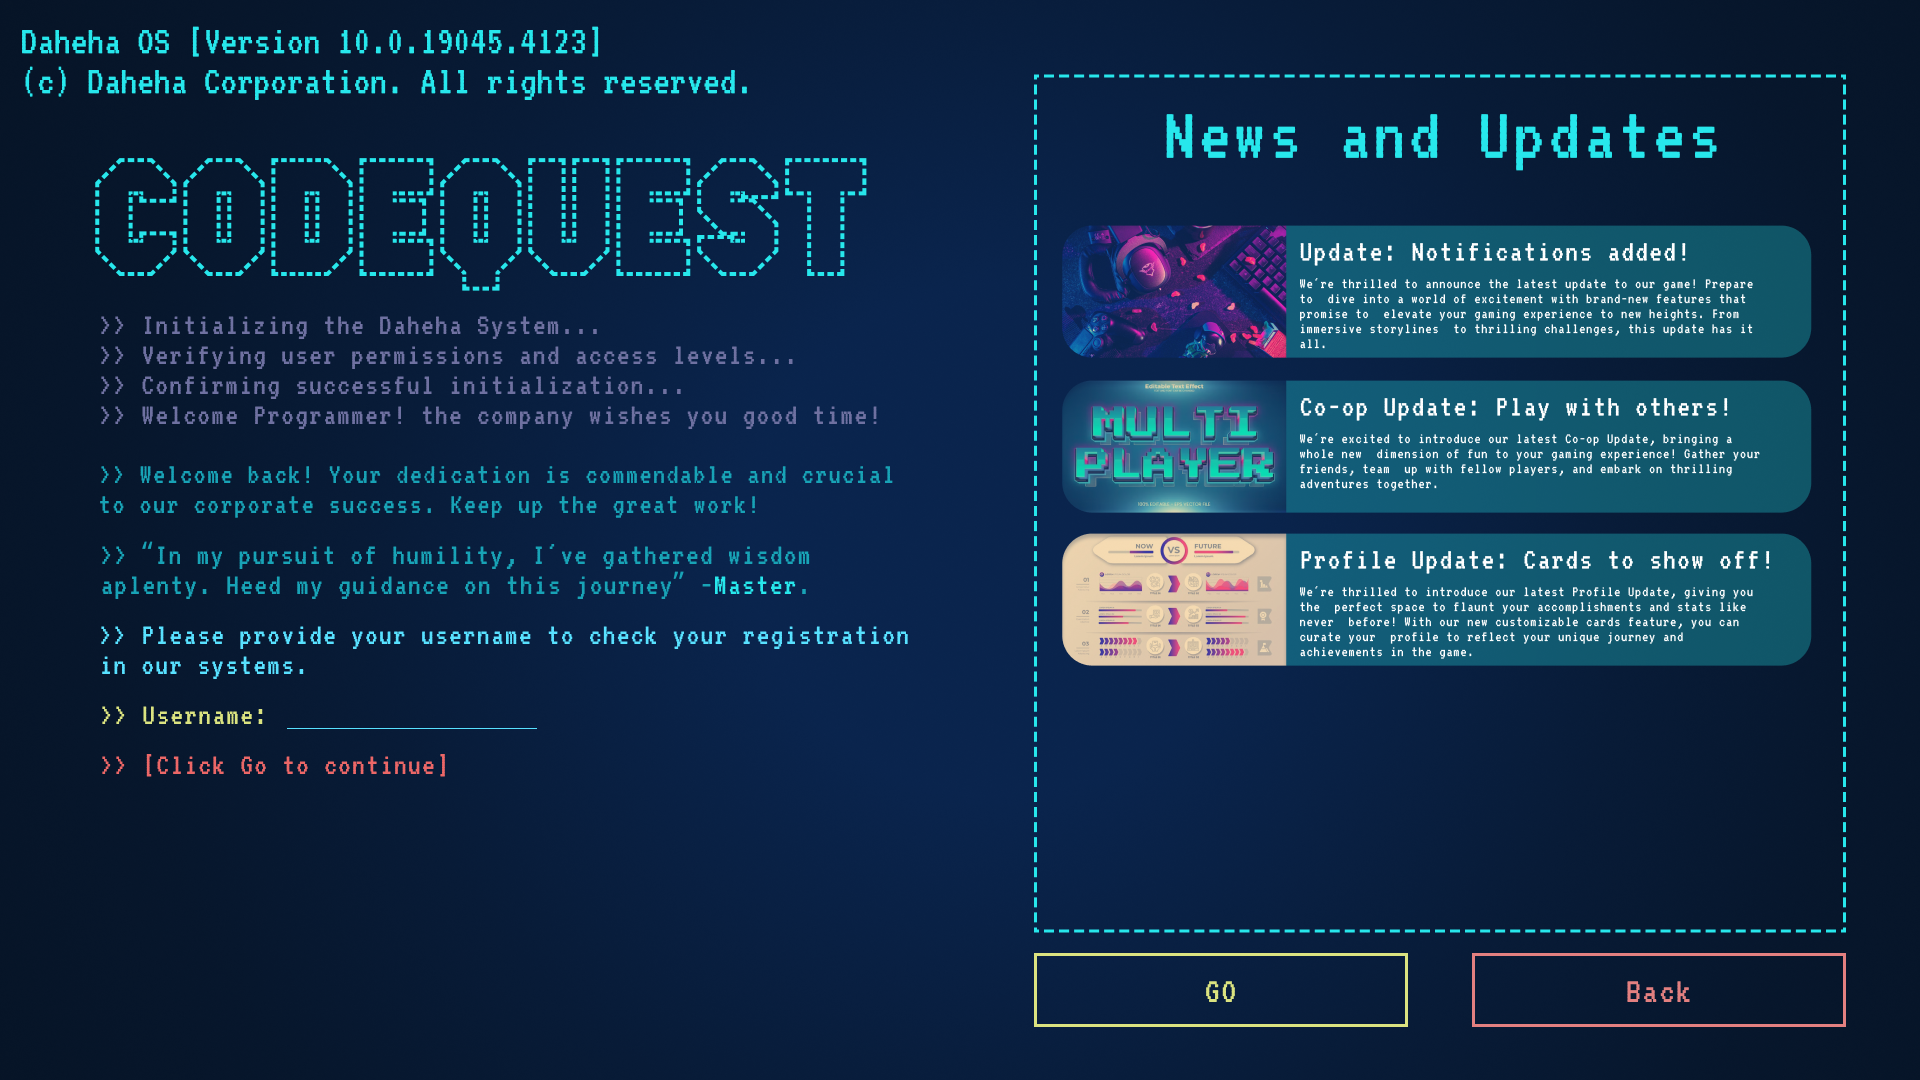 Daheha OS [Version 10.0.19045.4123]
(c) Daheha Corporation. All rights reserved.
CODEQUEST
>> Initializing the Daheha System...
>> Verifying user permissions and access levels...
>> Confirming successful initialization...
>> Welcome Programmer! the company wishes you good time!
>> Welcome back! Your dedication is commendable and crucial
to our corporate success. Keep up the great work!
>> “In my pursuit of humility, I´ve gathered wisdom
aplenty. Heed my guidance on this journey” -Master.
>> Please provide your username to check your registration
in our systems.
>> Username:
>> [Click Go to continue]
News and Updates
Update: Notifications added!
We´re thrilled to announce the latest update to our game! Prepare
to  dive into a world of excitement with brand-new features that
promise to  elevate your gaming experience to new heights. From
immersive storylines  to thrilling challenges, this update has it
all.
Editable Text Effect
MULTI
PLAYER
Co-op Update: Play with others!
We´re excited to introduce our latest Co-op Update, bringing a
whole new  dimension of fun to your gaming experience! Gather your
friends, team  up with fellow players, and embark on thrilling
adventures together.
NOW
VS
FUTURE
01
02
03
Profile Update: Cards to show off!
We´re thrilled to introduce our latest Profile Update, giving you
the  perfect space to flaunt your accomplishments and stats like
never  before! With our new customizable cards feature, you can
curate your  profile to reflect your unique journey and
achievements in the game.
GO
Back